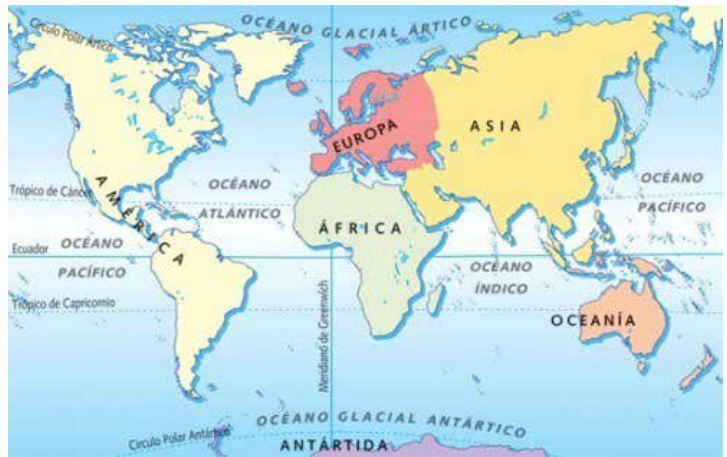 OCÉANO GLACIAL ÁRTICO
Círculo Polar Ártico
EUROPA
ASIA
AMÉRICA
OCÉANO
ATLÁNTICO
Trópico de Cáncer
ÁFRICA
OCÉANO
PACÍFICO
Ecuador
OCÉANO
PACÍFICO
OCÉANO
ÍNDICO
Trópico de Capricornio
OCEANÍA
Meridiano de Greenwich
OCÉANO GLACIAL ANTÁRTICO
Círculo Polar Antártico
ANTÁRTIDA